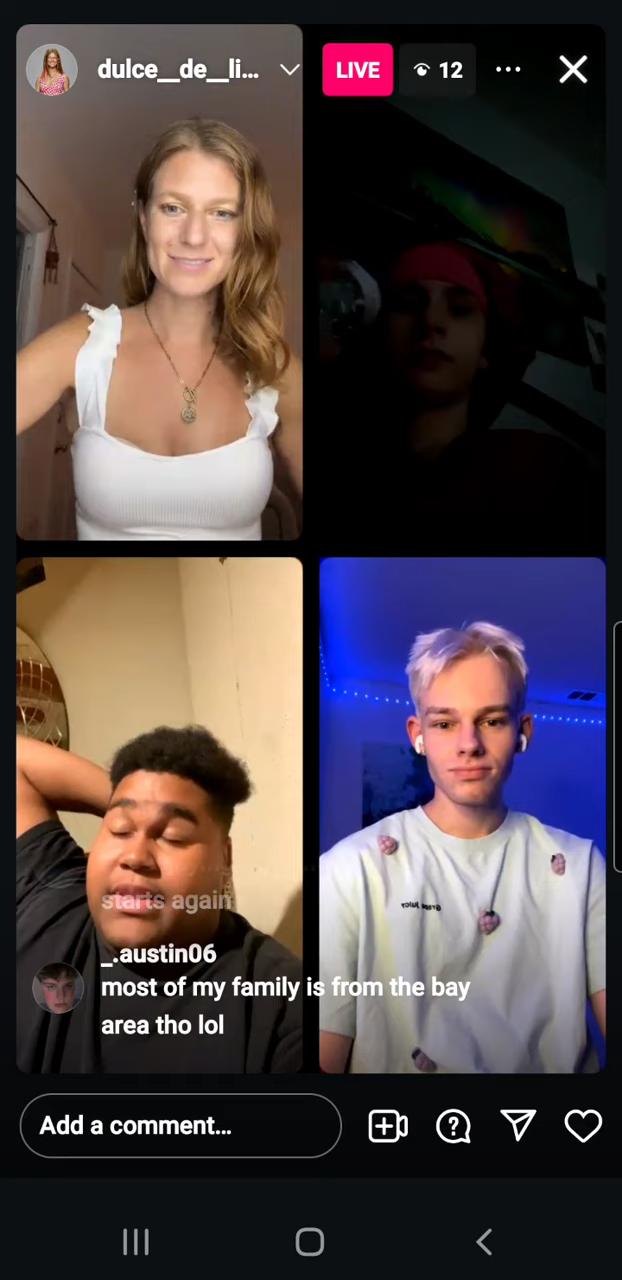 dulce__de__li...
LIVE
12
starts again
_.austin06
most of my family is from the bay
area tho lol
Add a comment...